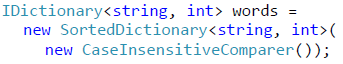 IDictionary<string, int> words =
new SortedDictionary<string, int>(
new CaseInsensitiveComparer());